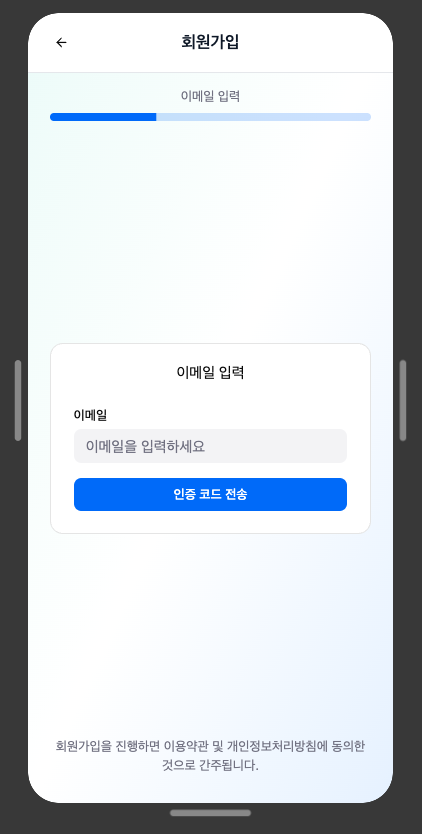 회원가입
이메일 입력
이메일 입력
이메일
이메일을 입력하세요
인증 코드 전송
회원가입을 진행하면 이용약관 및 개인정보처리방침에 동의한
것으로 간주됩니다.